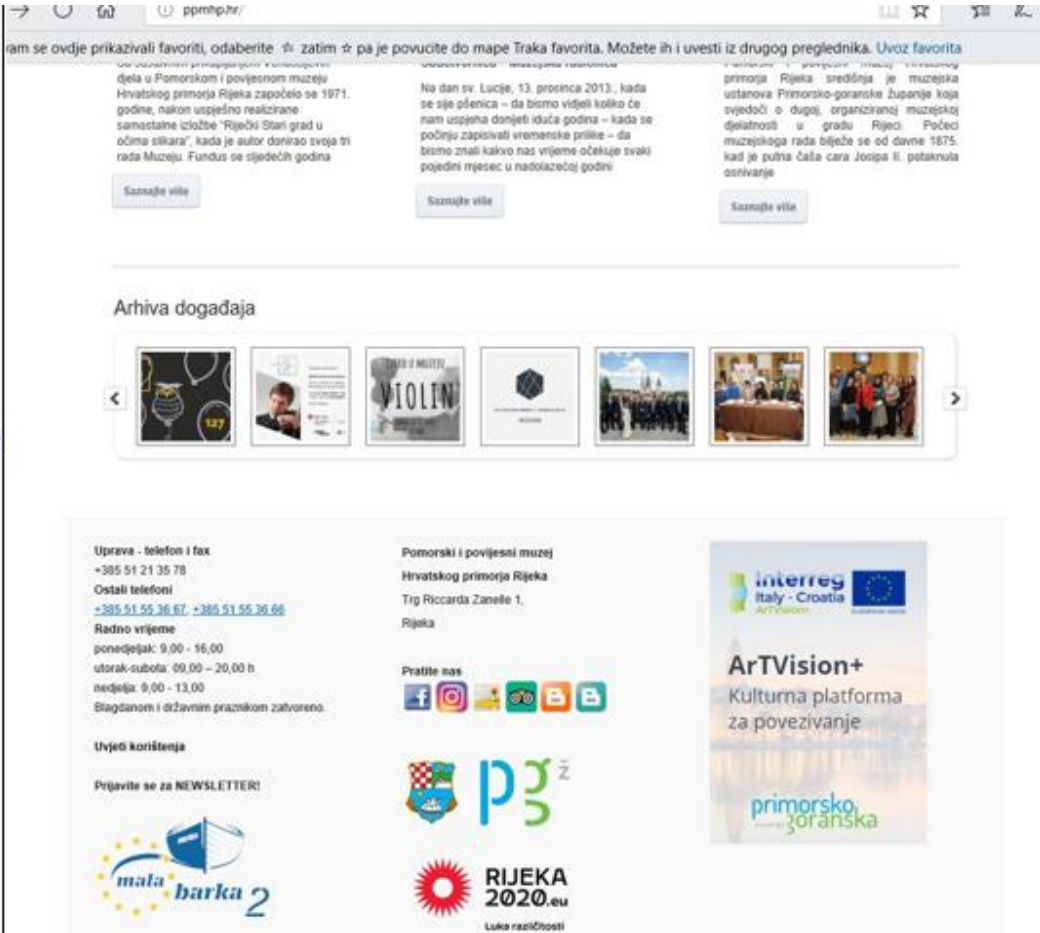 ppmhp.hr/
vam se ovdje prikazivali favoriti, odaberite zatim pa je povucite do mape Traka favorita. Možete ih i uvesti iz drugog preglednika. Uvoz favorita
djela u Pomorskom i povijesnom muzeju
Hrvatskog primorja Rijeka započelo se 1971.
godine, nakon uspješno realizirane
samostalne izložbe "Riječki Stari grad u
očima slikara", kada je autor donirao svoja tri
rada Muzeju. Fundus se sljedećih godina
Saznajte više
Na dan sv. Lucije, 13. prosinca 2013., kada
se sije pšenica – da bismo vidjeli koliko će
nam uspjeha donijeti iduća godina – kada se
počinju zapisivati vremenske prilike – da
bismo znali kakvo nas vrijeme očekuje svaki
pojedini mjesec u nadolazećoj godini
Saznajte više
Pomorski i povijesni muzej Hrvatskog
primorja Rijeka središnja je muzejska
ustanova Primorsko-goranske županije koja
svjedoči o dugoj, organiziranoj muzejskoj
djelatnosti u gradu Rijeci. Počeci
muzejskoga rada bilježe se od davne 1875.
kad je putna čaša cara Josipa II. potaknula
osnivanje
Saznajte više
Arhiva događaja
127
VIOLIN
Uprava - telefon i fax
+385 51 21 35 78
Ostali telefoni
+385 51 55 36 67, +385 51 55 36 66
Radno vrijeme
ponedjeljak: 9,00 - 16,00
utorak-subota: 09,00 – 20,00 h
nedjelja: 9,00 - 13,00
Blagdanom i državnim praznikom zatvoreno.
Uvjeti korištenja
Prijavite se za NEWSLETTER!
mala barka 2
Pomorski i povijesni muzej
Hrvatskog primorja Rijeka
Trg Riccarda Zanelle 1,
Rijeka
Pratite nas
pgž
RIJEKA
2020.eu
Luka različitosti
Interreg
Italy - Croatia
ArTVision+
EUROPEAN UNION
ArTVision+
Kulturna platforma
za povezivanje
primorsko
goranska